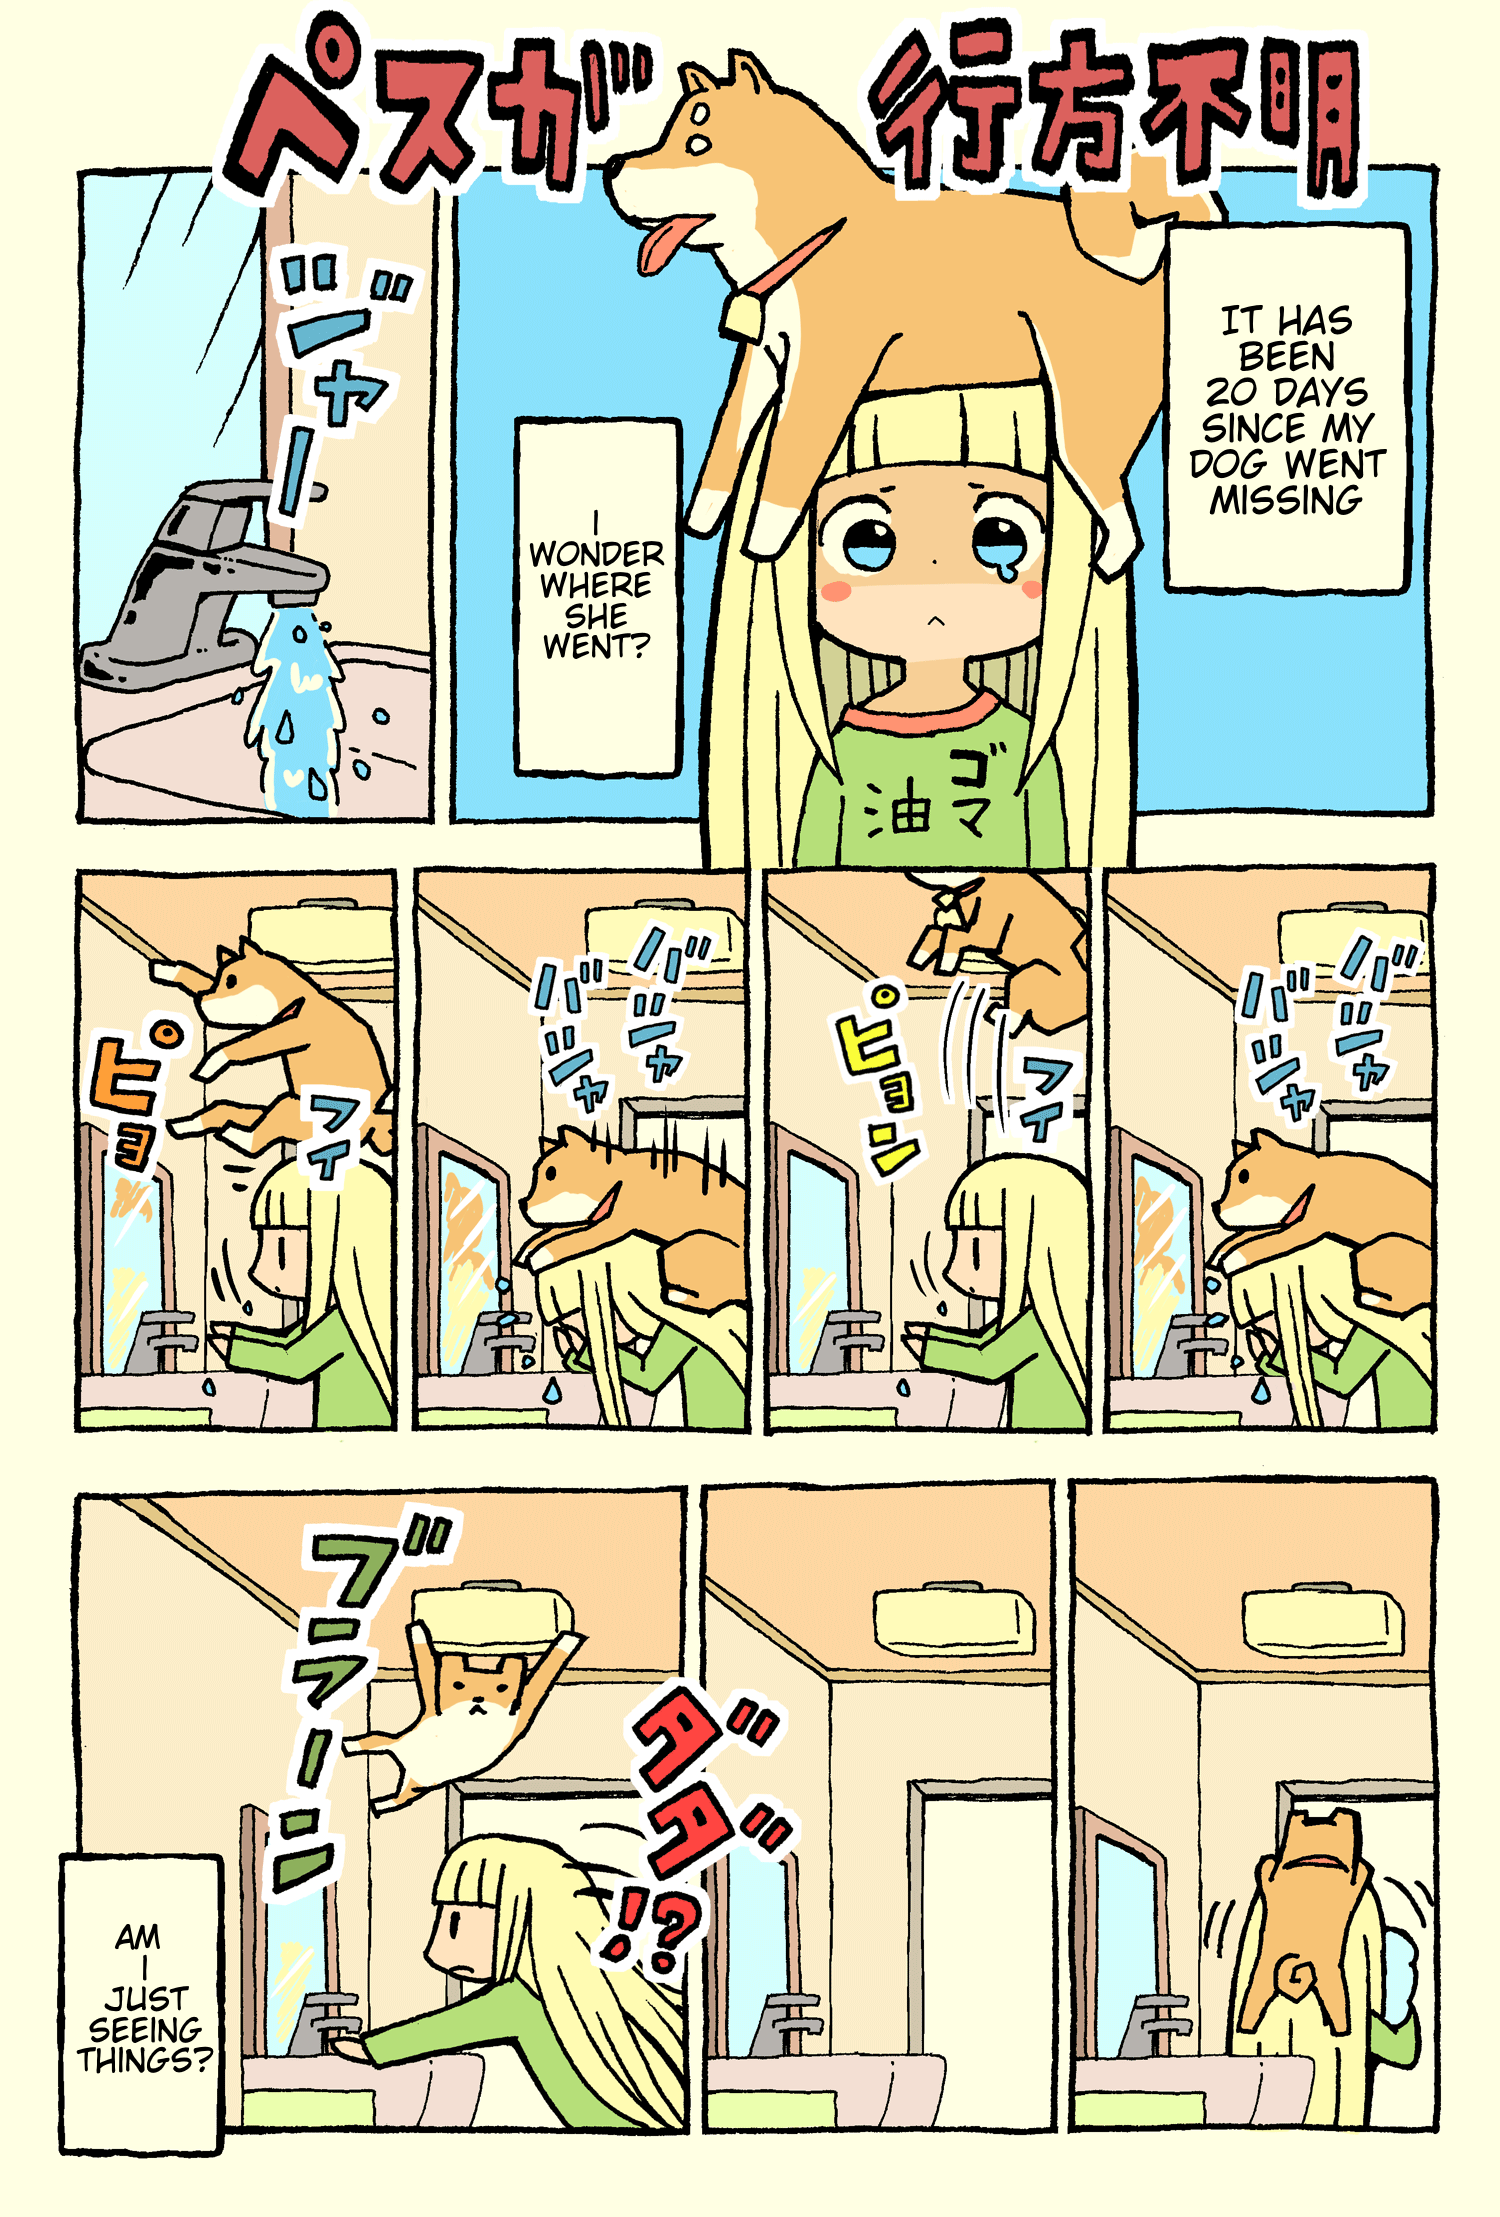 ペスが行方不明
IT HAS
BEEN
20 DAYS
SINCE MY
DOG WENT
MISSING
I
WONDER
WHERE
SHE
WENT?
ゴマ
油
ジャー
バシャ
バシャ
フィ
ピョン
バシャ
バシャ
フィ
ピョ
ダダ!?
ブラーン
AM
I
JUST
SEEING
THINGS?